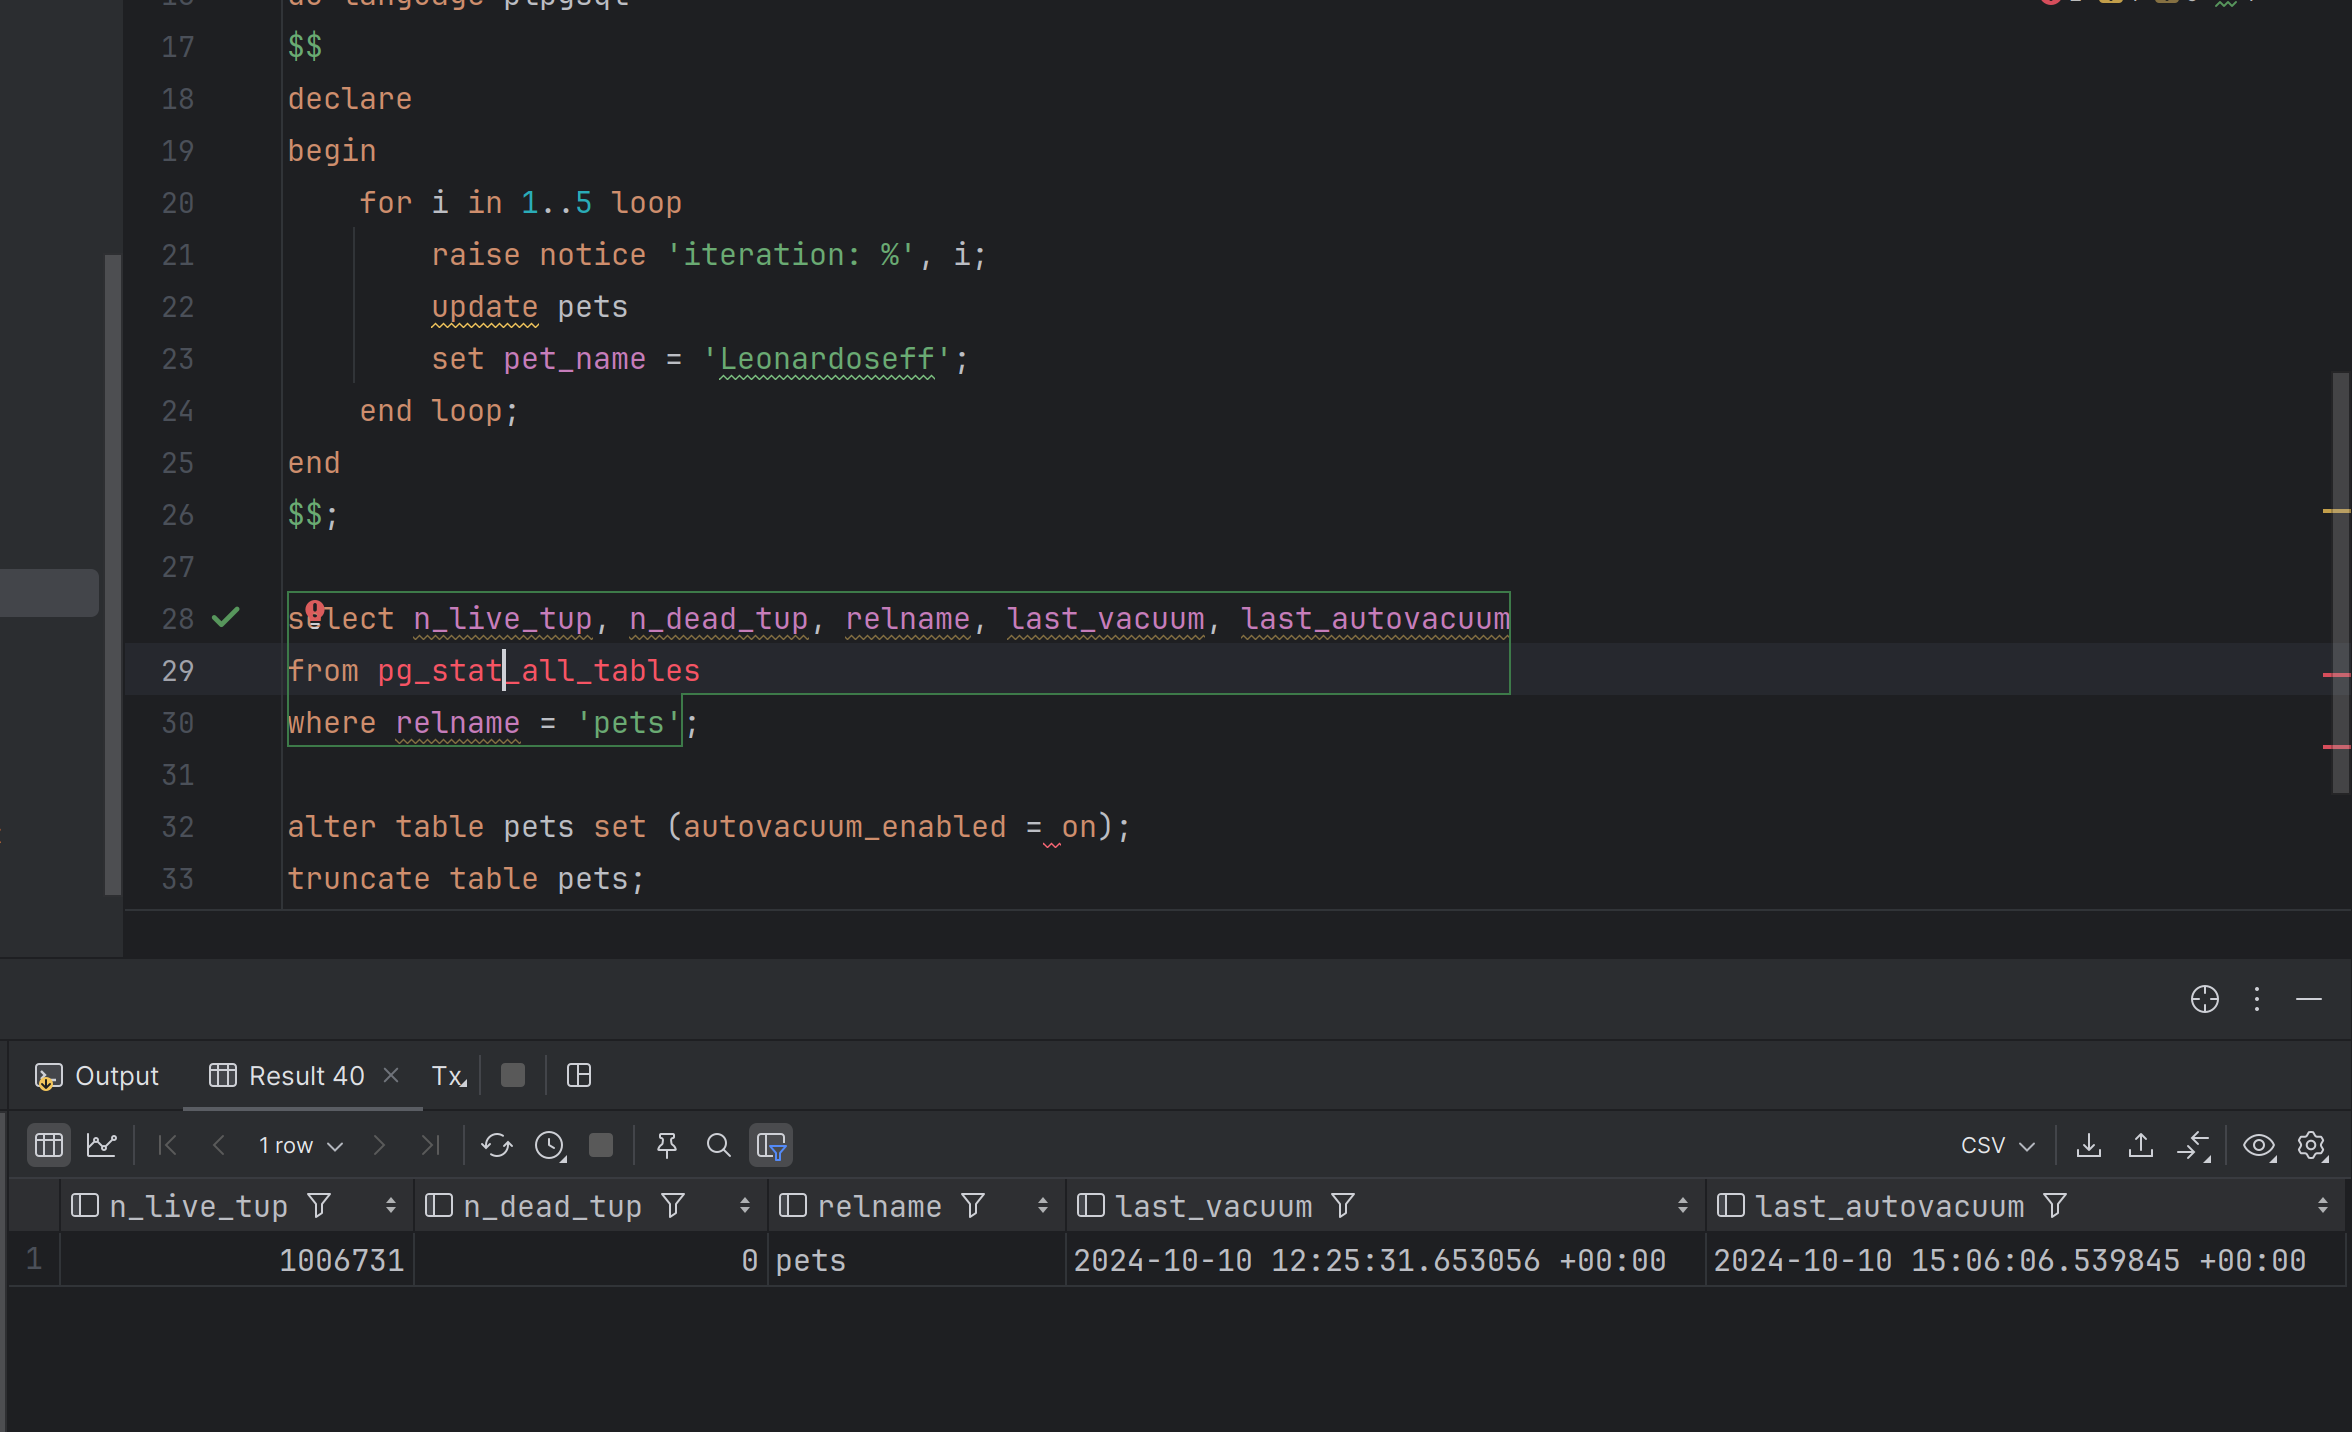 do language plpgsql
17 $$
18 declare
19 begin
20 for i in 1..5 loop
21 raise notice 'iteration: %', i;
22 update pets
23 set pet_name = 'Leonardoseff';
24 end loop;
25 end
26 $$;
27
28 select n_live_tup, n_dead_tup, relname, last_vacuum, last_autovacuum
29 from pg_stat_all_tables
30 where relname = 'pets';
31
32 alter table pets set (autovacuum_enabled = on);
33 truncate table pets;
Output Result 40 Tx
1 row CSV
n_live_tup n_dead_tup relname last_vacuum last_autovacuum
1 1006731 0 pets 2024-10-10 12:25:31.653056 +00:00 2024-10-10 15:06:06.539845 +00:00